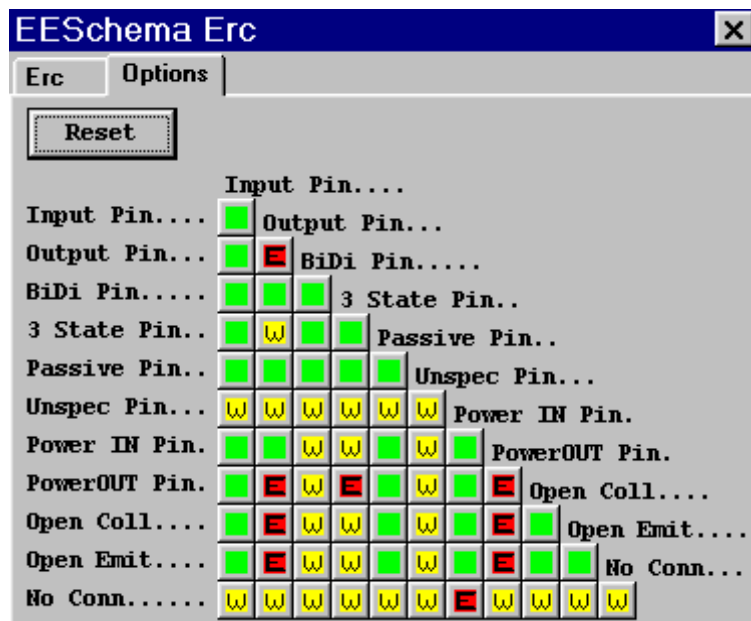 EESchema Erc
Erc Options
Reset
Input Pin....
Input Pin.... Output Pin...
Output Pin... E BiDi Pin.....
BiDi Pin..... 3 State Pin..
3 State Pin.. W Passive Pin..
Passive Pin.. Unspec Pin...
Unspec Pin... W W W W W W Power IN Pin.
Power IN Pin. W W W PowerOUT Pin.
PowerOUT Pin. E W E W E Open Coll....
Open Coll.... E W W W E Open Emit....
Open Emit.... E W W W E No Conn...
No Conn...... W W W W W W E W W W W